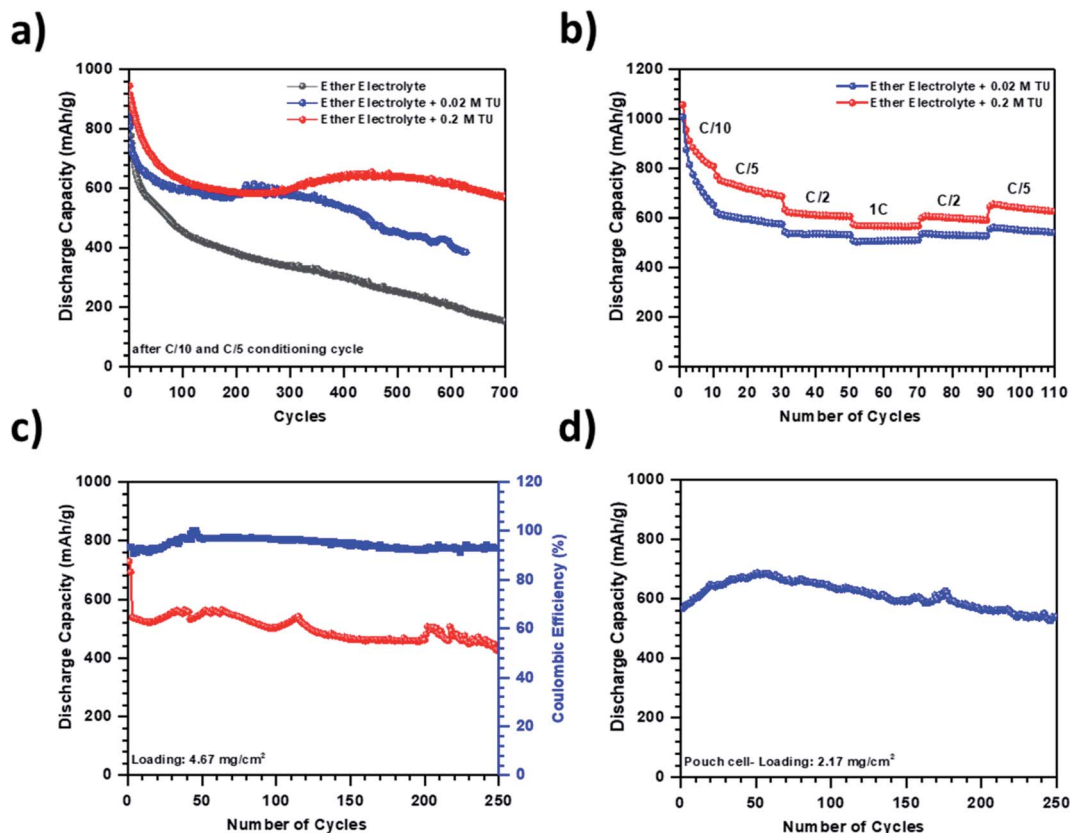 a)
Discharge Capacity (mAh/g)
1000
800
600
400
200
0
Ether Electrolyte
Ether Electrolyte + 0.02 M TU
Ether Electrolyte + 0.2 M TU
after C/10 and C/5 conditioning cycle
0 100 200 300 400 500 600 700
Cycles
b)
Discharge Capacity (mAh/g)
1200
1000
800
600
400
200
0
Ether Electrolyte + 0.02 M TU
Ether Electrolyte + 0.2 M TU
C/10
C/5
C/2
1C
C/2
C/5
0 10 20 30 40 50 60 70 80 90 100 110
Number of Cycles
c)
Discharge Capacity (mAh/g)
1000
800
600
400
200
0
120
100
80
60
40
20
0
Coulombic Efficiency (%)
Loading: 4.67 mg/cm²
0 50 100 150 200 250
Number of Cycles
d)
Discharge Capacity (mAh/g)
1000
800
600
400
200
0
Pouch cell- Loading: 2.17 mg/cm²
0 50 100 150 200 250
Number of Cycles